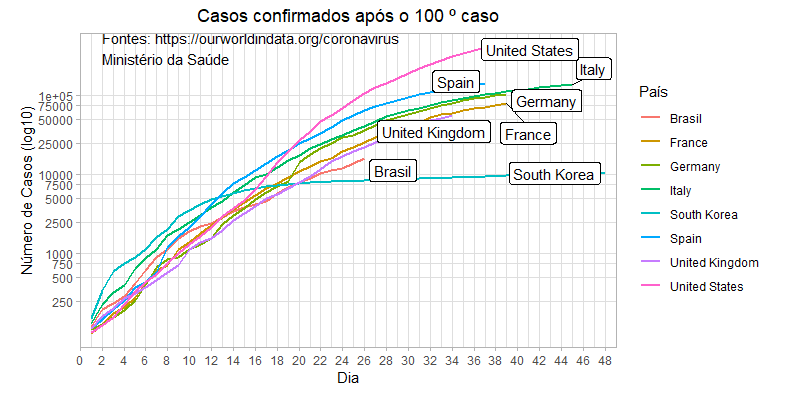 Casos confirmados após o 100 º caso
Fontes: https://ourworldindata.org/coronavirus
Ministério da Saúde
United States
Italy
Spain
Germany
United Kingdom
France
Brasil
South Korea
Número de Casos (log10)
1e+05
75000
50000
25000
10000
7500
5000
2500
1000
750
500
250
0 1 2 4 6 8 10 12 14 16 18 20 22 24 26 28 30 32 34 36 38 40 42 44 46 48
Dia
País
Brasil
France
Germany
Italy
South Korea
Spain
United Kingdom
United States